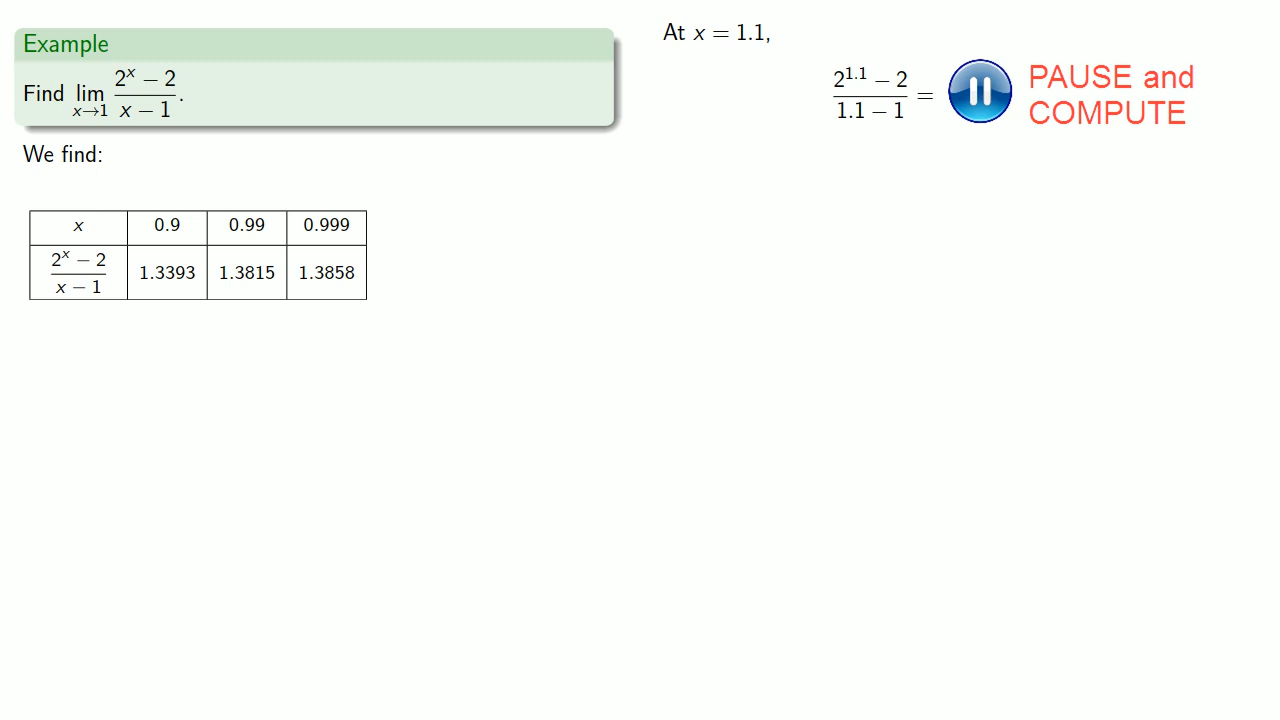 Example
Find lim x→1 (2^x − 2)/(x − 1).
We find:
x 0.9 0.99 0.999
(2^x − 2)/(x − 1) 1.3393 1.3815 1.3858
At x = 1.1,
(2^1.1 − 2)/(1.1 − 1) =
PAUSE and
COMPUTE